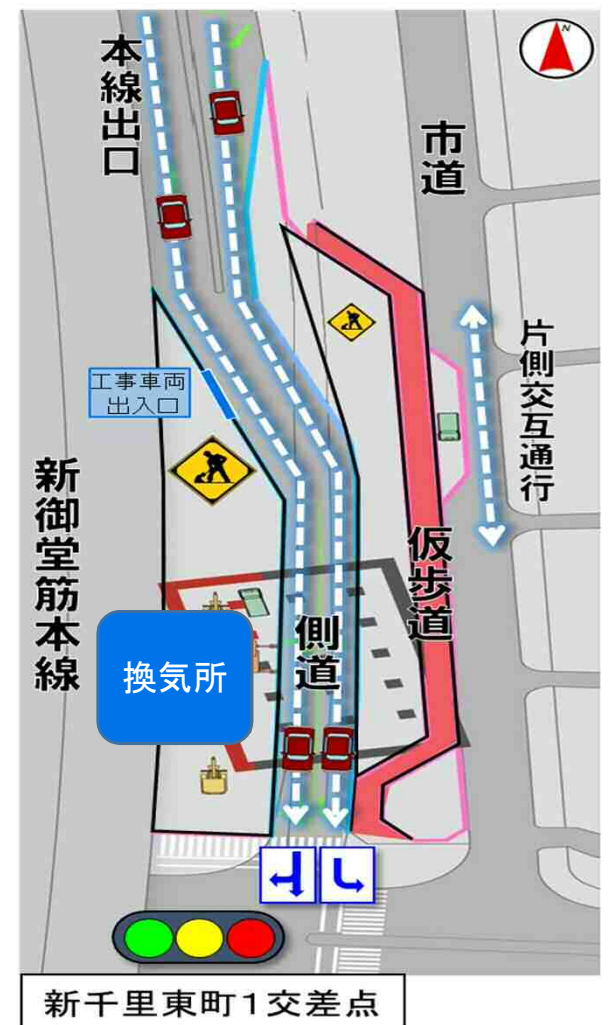 N
本線出口
市道
工事車両
出入口
片側交互通行
新御堂筋本線
仮歩道
側道
換気所
新千里東町1交差点